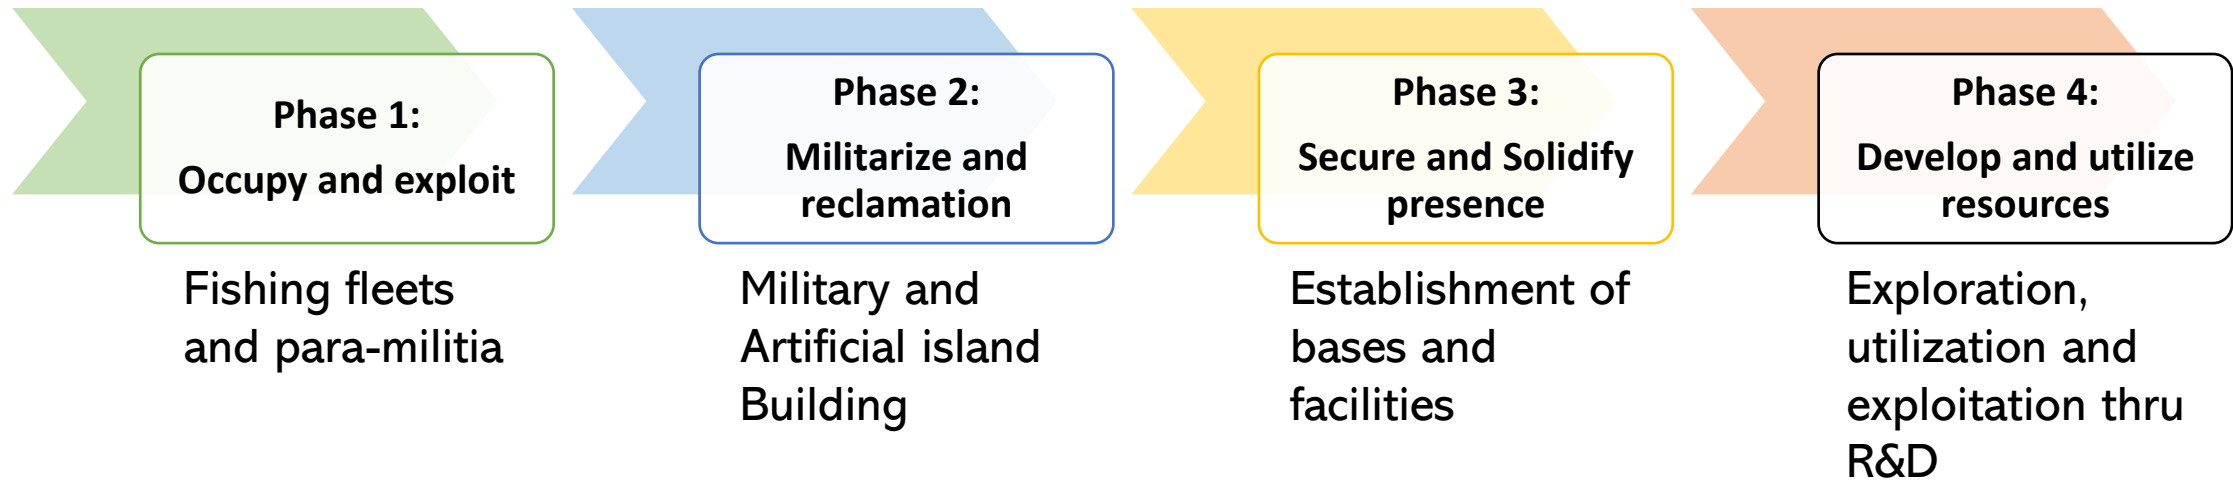 Phase 1:
Occupy and exploit
Fishing fleets
and para-militia
Phase 2:
Militarize and
reclamation
Military and
Artificial island
Building
Phase 3:
Secure and Solidify
presence
Establishment of
bases and
facilities
Phase 4:
Develop and utilize
resources
Exploration,
utilization and
exploitation thru
R&D